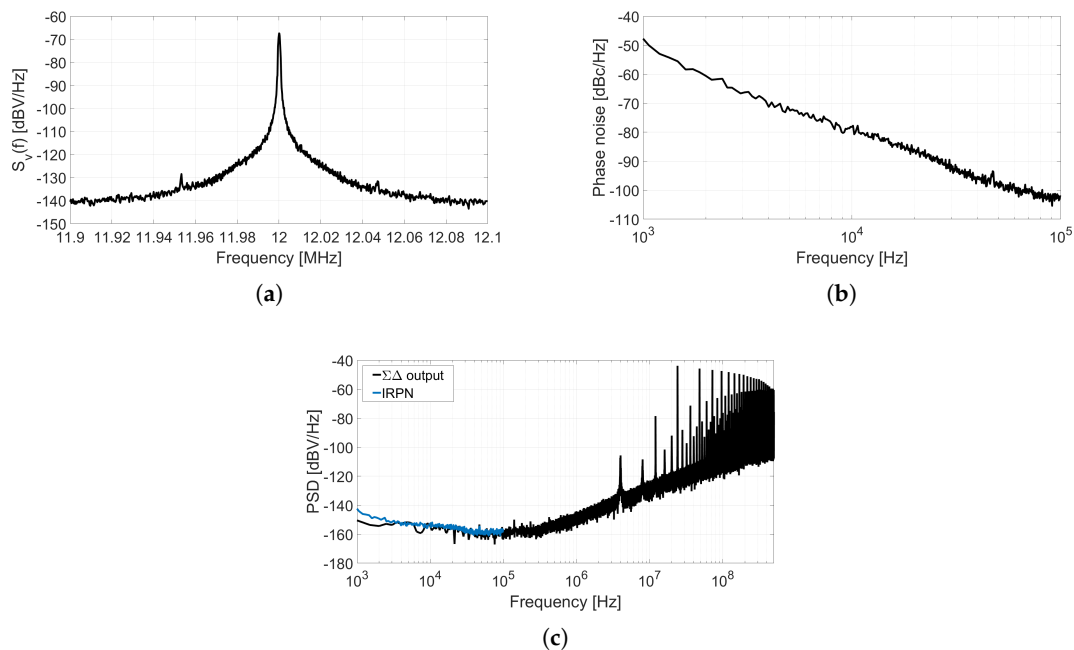 -60
-70
-80
-90
-100
-110
-120
-130
-140
-150
S_v(f) [dBV/Hz]
11.9 11.92 11.94 11.96 11.98 12 12.02 12.04 12.06 12.08 12.1
Frequency [MHz]
(a)
-40
-50
-60
-70
-80
-90
-100
-110
Phase noise [dBc/Hz]
10^3 10^4 10^5
Frequency [Hz]
(b)
-40
-60
-80
-100
-120
-140
-160
-180
PSD [dBV/Hz]
ΣΔ output
IRPN
10^3 10^4 10^5 10^6 10^7 10^8
Frequency [Hz]
(c)